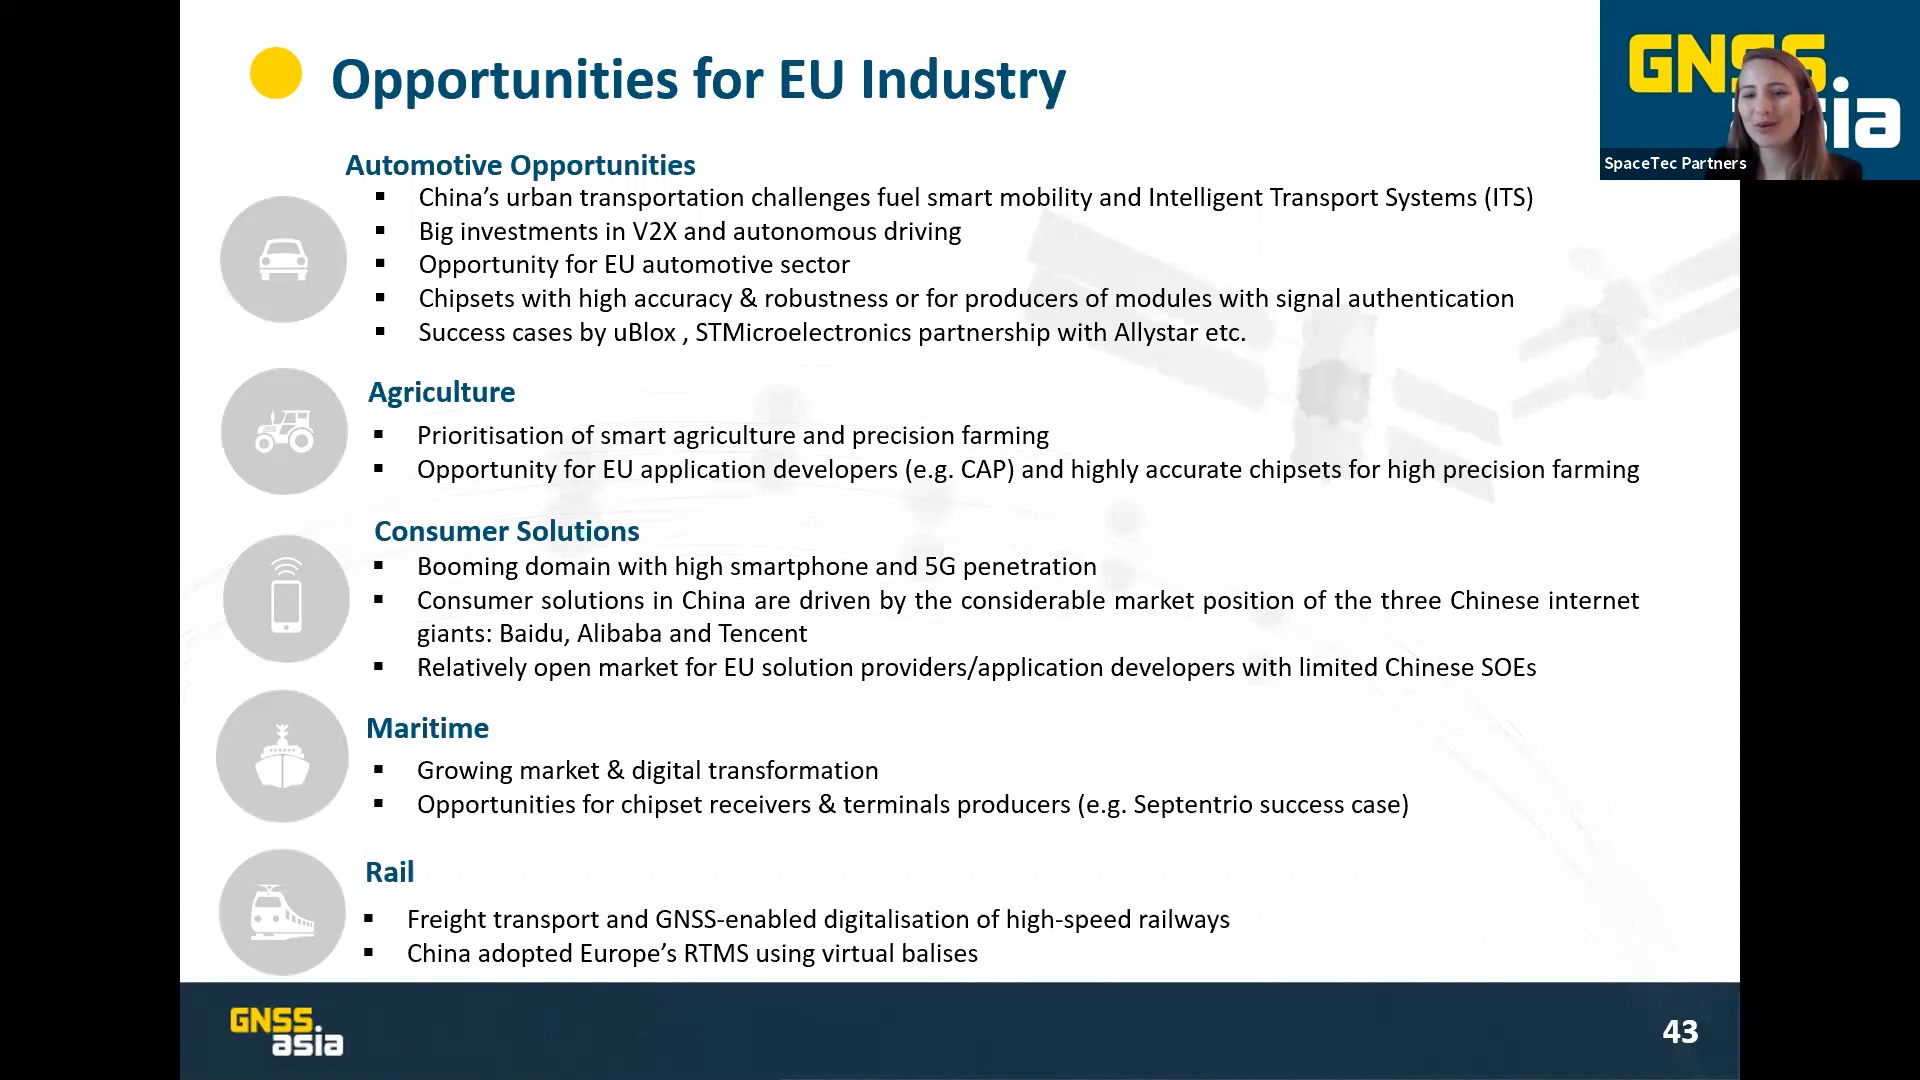 Opportunities for EU Industry
GNSS.
asia
SpaceTec Partners
Automotive Opportunities
▪ China’s urban transportation challenges fuel smart mobility and Intelligent Transport Systems (ITS)
▪ Big investments in V2X and autonomous driving
▪ Opportunity for EU automotive sector
▪ Chipsets with high accuracy & robustness or for producers of modules with signal authentication
▪ Success cases by uBlox , STMicroelectronics partnership with Allystar etc.
Agriculture
▪ Prioritisation of smart agriculture and precision farming
▪ Opportunity for EU application developers (e.g. CAP) and highly accurate chipsets for high precision farming
Consumer Solutions
▪ Booming domain with high smartphone and 5G penetration
▪ Consumer solutions in China are driven by the considerable market position of the three Chinese internet
giants: Baidu, Alibaba and Tencent
▪ Relatively open market for EU solution providers/application developers with limited Chinese SOEs
Maritime
▪ Growing market & digital transformation
▪ Opportunities for chipset receivers & terminals producers (e.g. Septentrio success case)
Rail
▪ Freight transport and GNSS-enabled digitalisation of high-speed railways
▪ China adopted Europe’s RTMS using virtual balises
GNSS.
asia
43